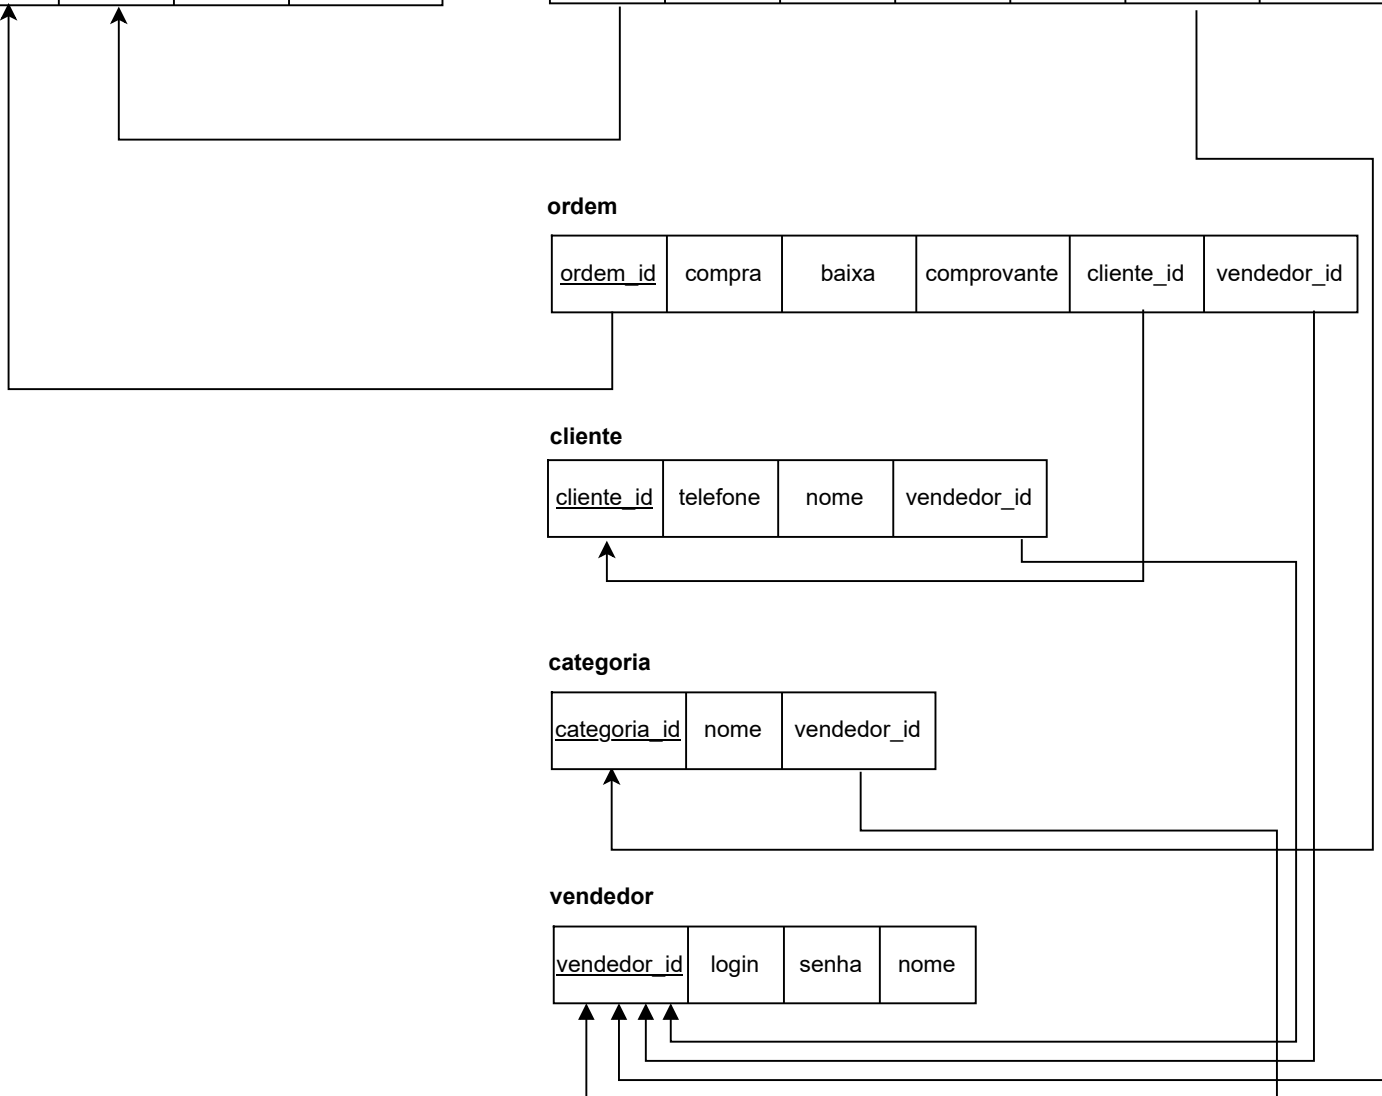 ordem
ordem_id compra baixa comprovante cliente_id vendedor_id
cliente
cliente_id telefone nome vendedor_id
categoria
categoria_id nome vendedor_id
vendedor
vendedor_id login senha nome